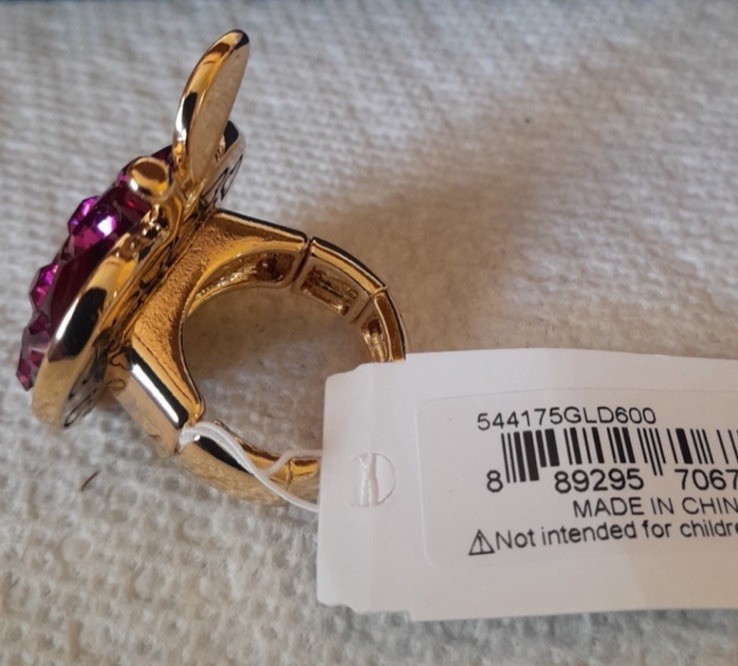 544175GLD600
8 89295 7067
MADE IN CHIN
⚠Not intended for childre